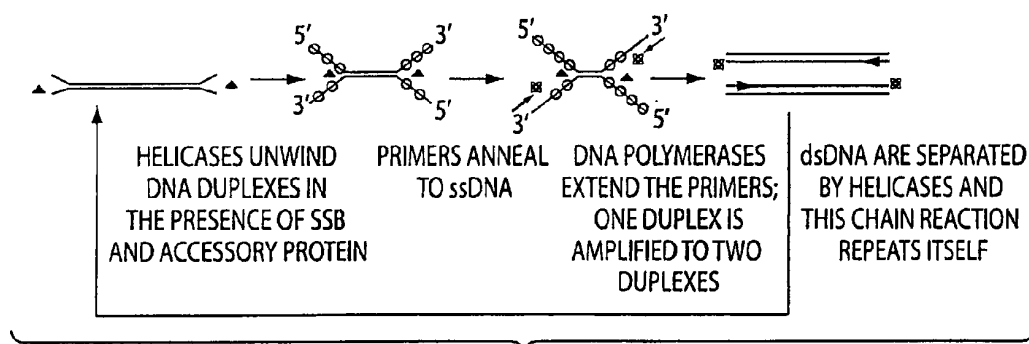 5' 3' 5' 3'
3' 5' 3' 5'
HELICASES UNWIND
DNA DUPLEXES IN
THE PRESENCE OF SSB
AND ACCESSORY PROTEIN
PRIMERS ANNEAL
TO ssDNA
DNA POLYMERASES
EXTEND THE PRIMERS;
ONE DUPLEX IS
AMPLIFIED TO TWO
DUPLEXES
dsDNA ARE SEPARATED
BY HELICASES AND
THIS CHAIN REACTION
REPEATS ITSELF